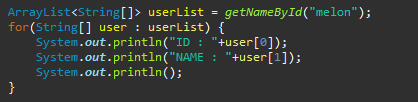 ArrayList<String[]> userList = getNameById("melon");
for(String[] user : userList) {
    System.out.println("ID : "+user[0]);
    System.out.println("NAME : "+user[1]);
    System.out.println();
}